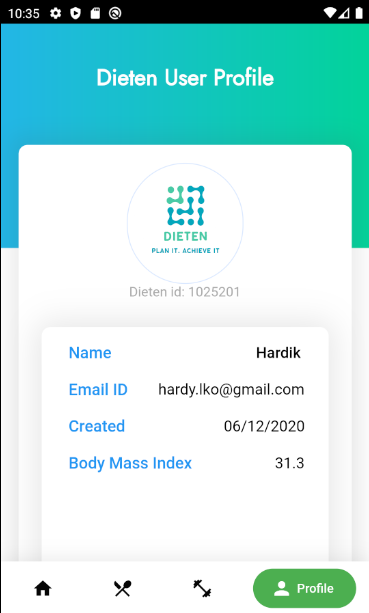 10:35
Dieten User Profile
DIETEN
PLAN IT. ACHIEVE IT
Dieten id: 1025201
Name Hardik
Email ID hardy.lko@gmail.com
Created 06/12/2020
Body Mass Index 31.3
Profile